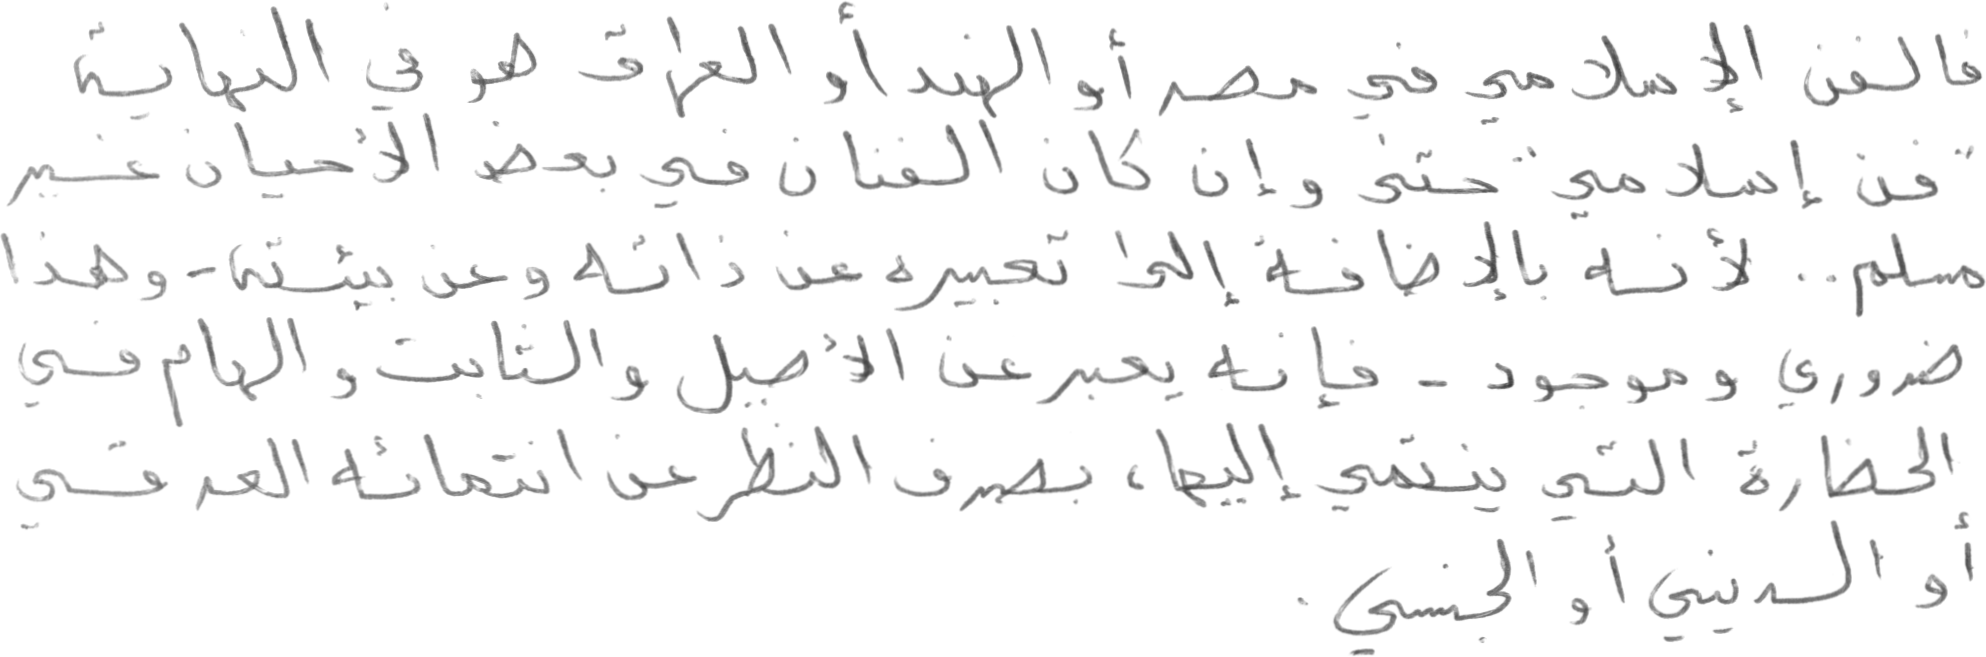 فالفن الإسلامي في مصر أو الهند أو العراق هو في النهاية
"فن إسلامي" حتى وإن كان الفنان في بعض الأحيان غير
مسلم.. لأنه بالإضافة إلى تعبيره عن ذاته وعن بيئته - وهذا
ضروري وموجود - فإنه يعبر عن الأصيل والثابت والهام في
الحضارة التي ينتمي إليها، بصرف النظر عن انتمائه العرقي
أو الديني أو الجنسي.